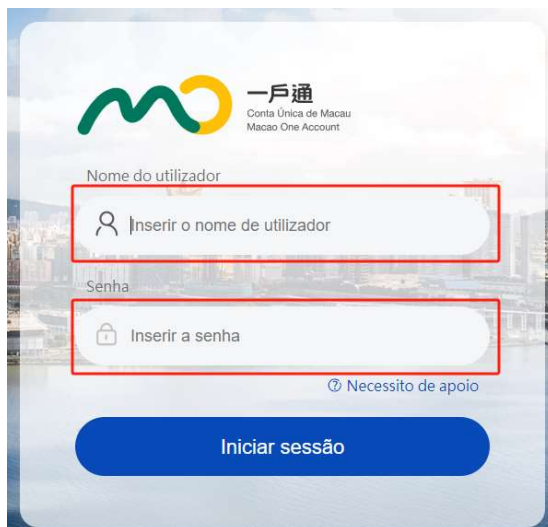 一戶通
Conta Única de Macau
Macao One Account
Nome do utilizador
Inserir o nome de utilizador
Senha
Inserir a senha
Necessito de apoio
Iniciar sessão